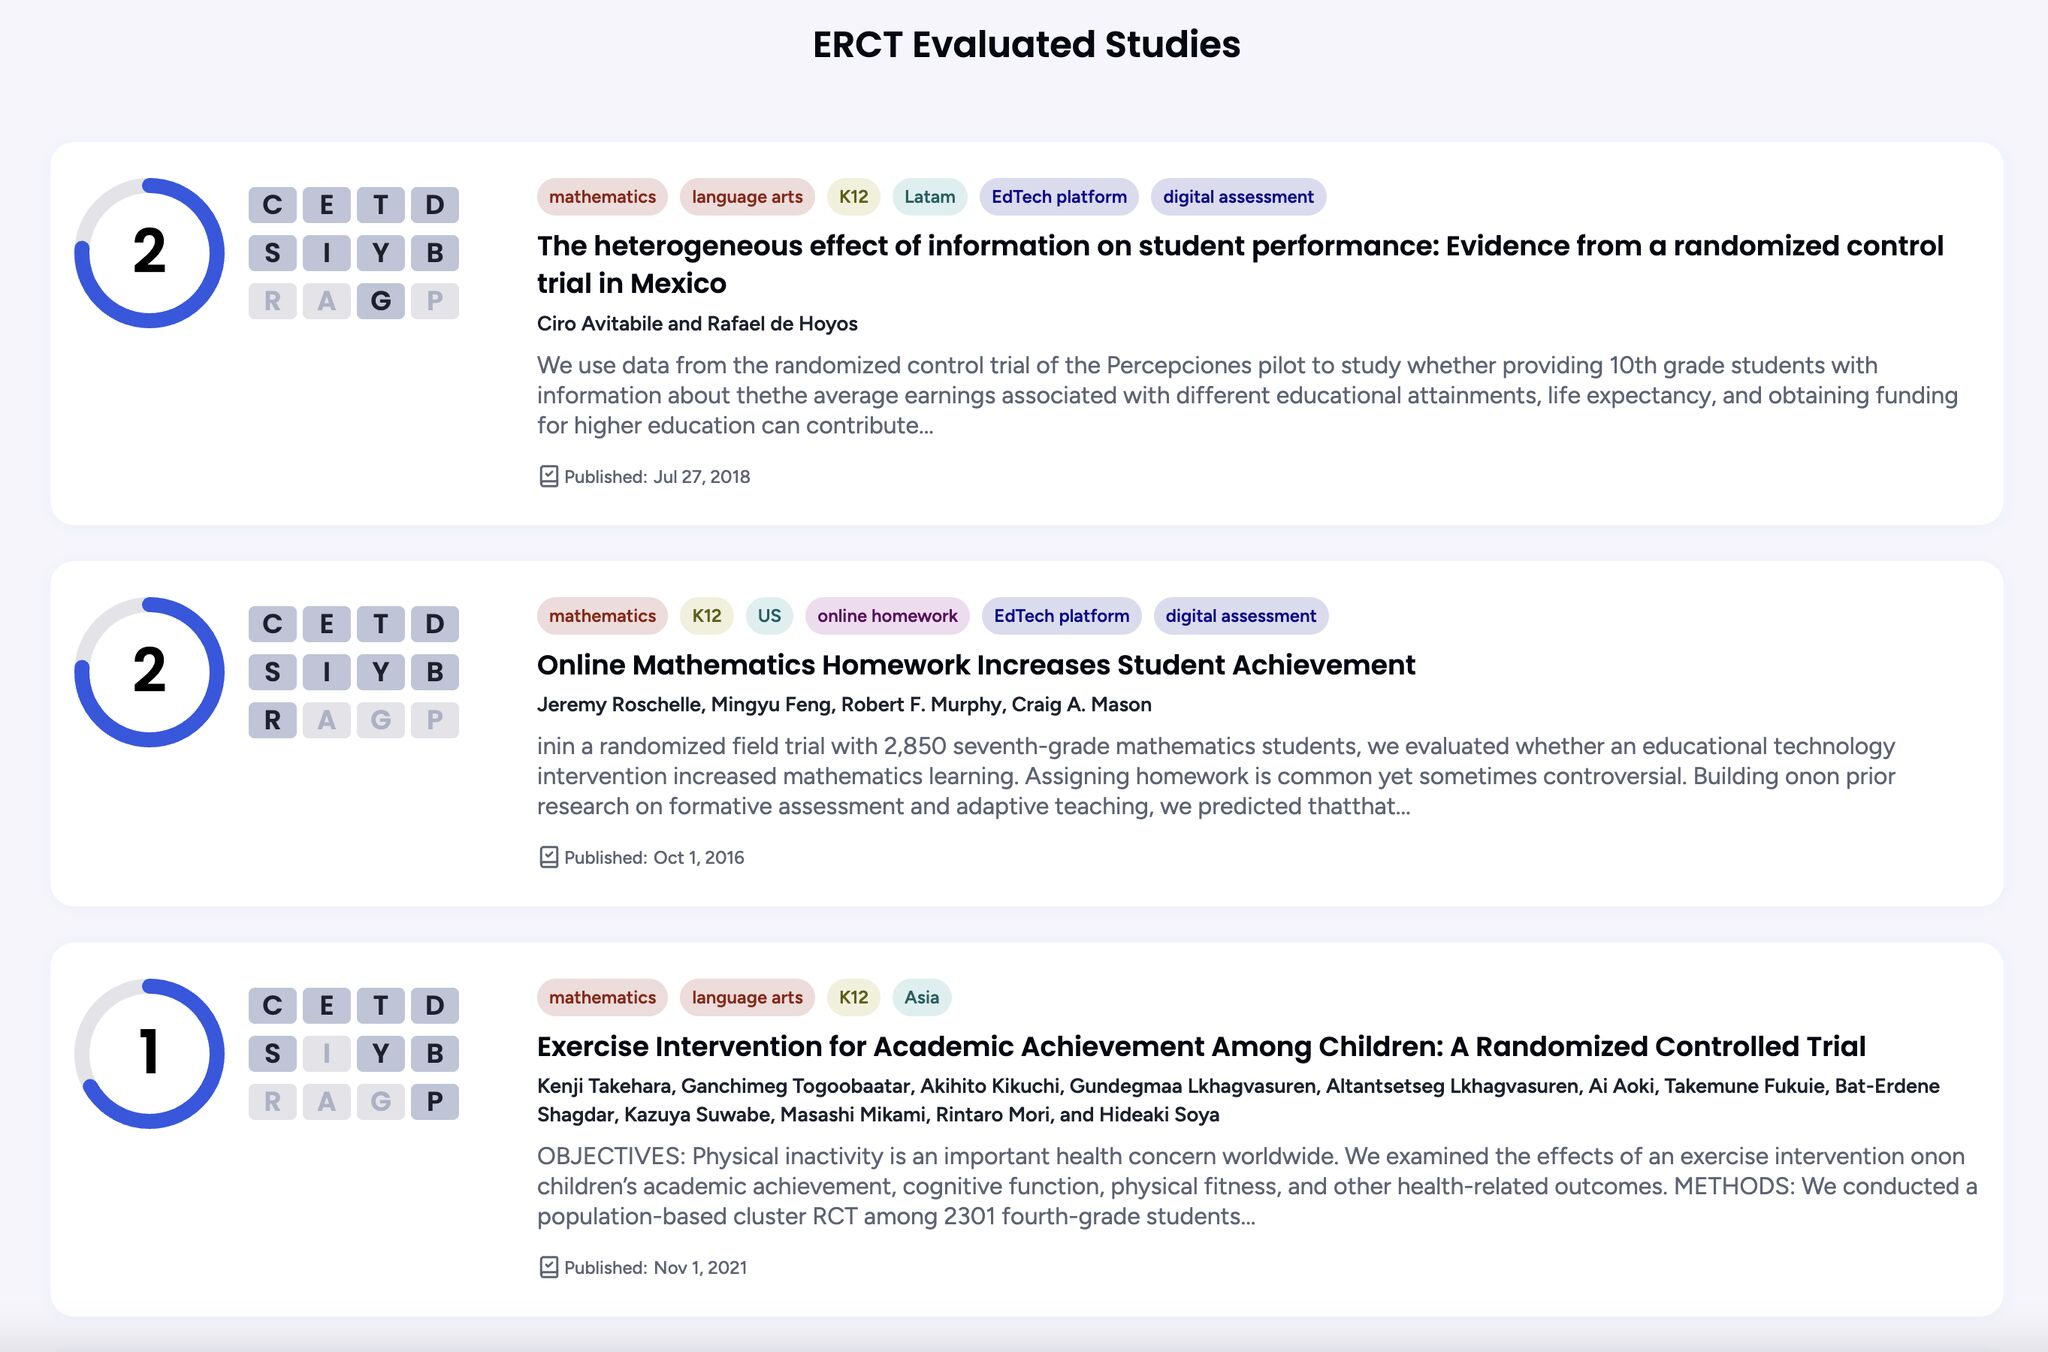 ERCT Evaluated Studies
2
C E T D
S I Y B
R A G P
mathematics language arts K12 Latam EdTech platform digital assessment
The heterogeneous effect of information on student performance: Evidence from a randomized control
trial in Mexico
Ciro Avitabile and Rafael de Hoyos
We use data from the randomized control trial of the Percepciones pilot to study whether providing 10th grade students with
information about thethe average earnings associated with different educational attainments, life expectancy, and obtaining funding
for higher education can contribute...
Published: Jul 27, 2018
2
C E T D
S I Y B
R A G P
mathematics K12 US online homework EdTech platform digital assessment
Online Mathematics Homework Increases Student Achievement
Jeremy Roschelle, Mingyu Feng, Robert F. Murphy, Craig A. Mason
inin a randomized field trial with 2,850 seventh-grade mathematics students, we evaluated whether an educational technology
intervention increased mathematics learning. Assigning homework is common yet sometimes controversial. Building onon prior
research on formative assessment and adaptive teaching, we predicted thatthat...
Published: Oct 1, 2016
1
C E T D
S I Y B
R A G P
mathematics language arts K12 Asia
Exercise Intervention for Academic Achievement Among Children: A Randomized Controlled Trial
Kenji Takehara, Ganchimeg Togoobaatar, Akihito Kikuchi, Gundegmaa Lkhagvasuren, Altantsetseg Lkhagvasuren, Ai Aoki, Takemune Fukuie, Bat-Erdene
Shagdar, Kazuya Suwabe, Masashi Mikami, Rintaro Mori, and Hideaki Soya
OBJECTIVES: Physical inactivity is an important health concern worldwide. We examined the effects of an exercise intervention onon
children’s academic achievement, cognitive function, physical fitness, and other health-related outcomes. METHODS: We conducted a
population-based cluster RCT among 2301 fourth-grade students...
Published: Nov 1, 2021